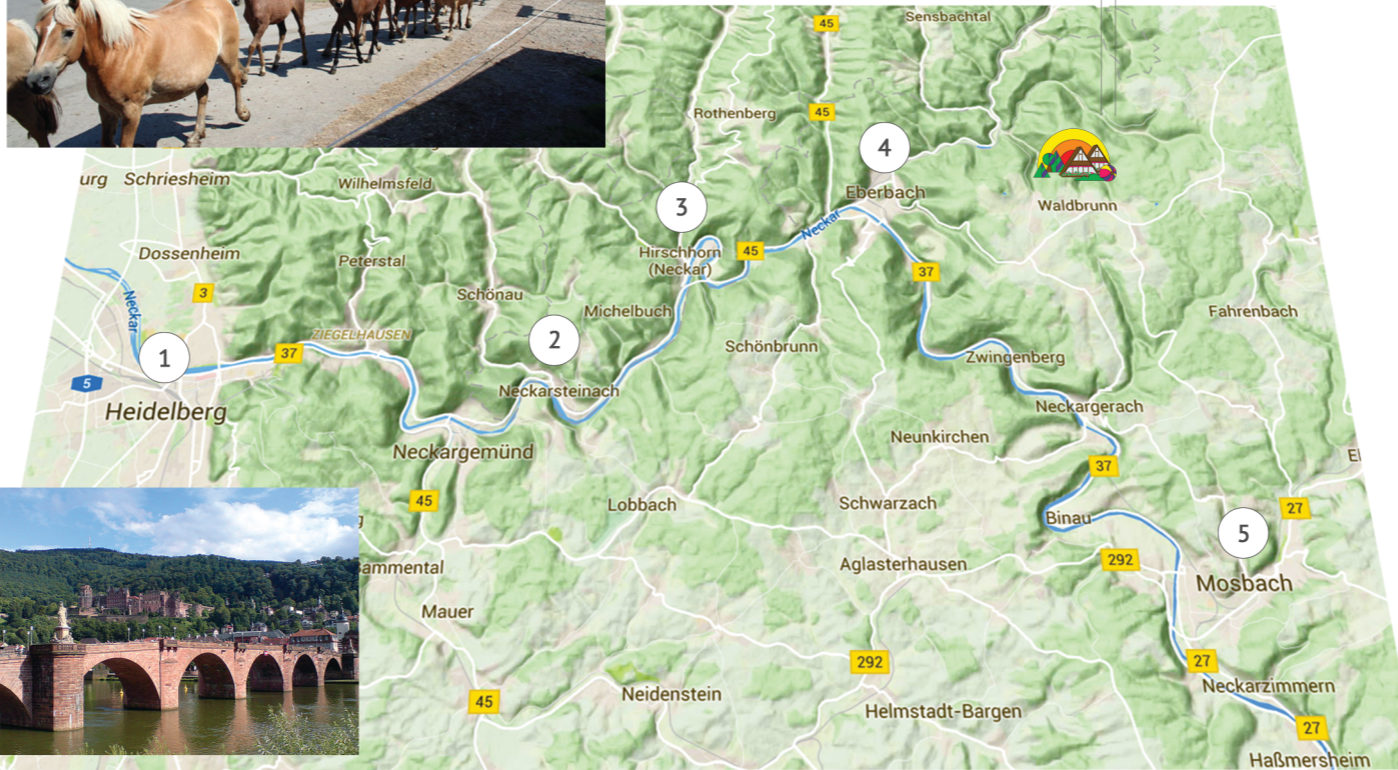 45
Sensbachtal
Rothenberg
45
4
urg
Schriesheim
Wilhelmsfeld
3
Eberbach
Waldbrunn
Neckar
Dossenheim
Peterstal
Hirschhorn
(Neckar)
45
37
Neckar
3
Schönau
Michelbuch
Fahrenbach
ZIEGELHAUSEN
2
Schönbrunn
1
37
Zwingenberg
5
Neckarsteinach
Heidelberg
Neckargerach
Neckargemünd
Neunkirchen
37
45
Lobbach
Schwarzach
27
Binau
5
ammental
Aglasterhausen
292
Mosbach
Mauer
292
27
Neidenstein
Neckarzimmern
45
Helmstadt-Bargen
27
Haßmersheim